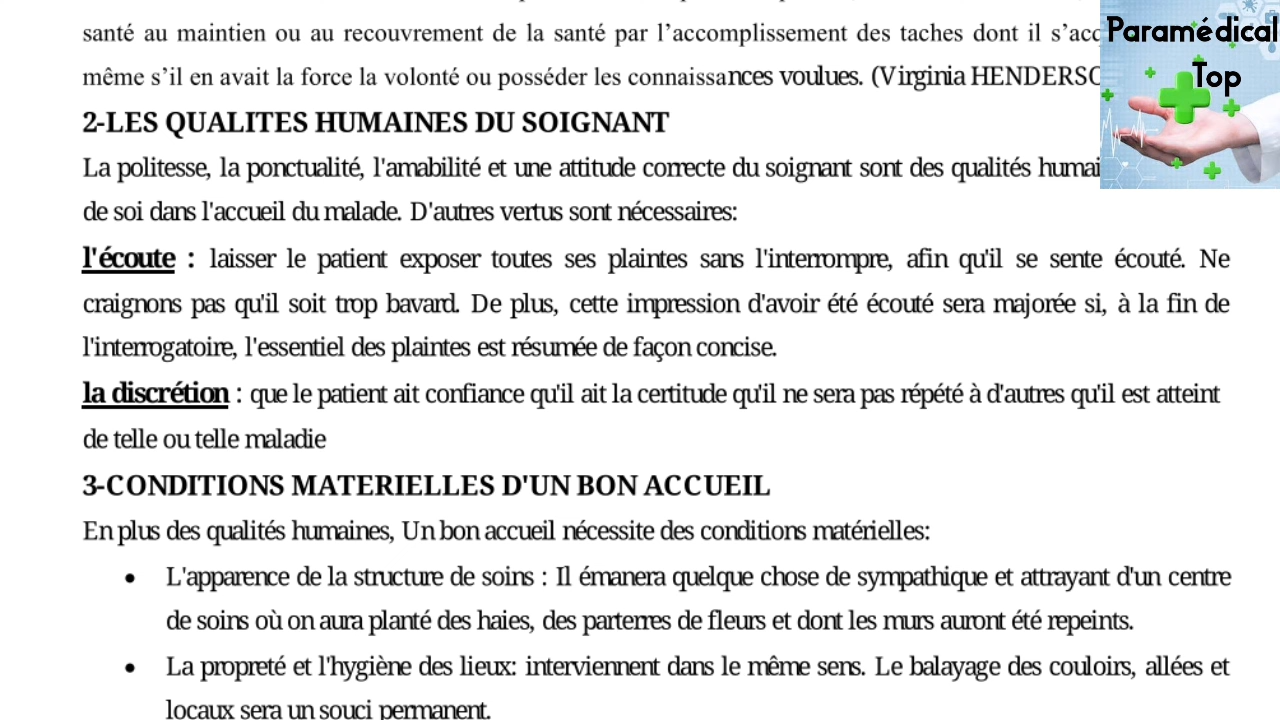 santé au maintien ou au recouvrement de la santé par l’accomplissement des taches dont il s’acq
même s’il en avait la force la volonté ou posséder les connaissances voulues. (Virginia HENDERSO
2-LES QUALITES HUMAINES DU SOIGNANT
La politesse, la ponctualité, l'amabilité et une attitude correcte du soignant sont des qualités humai
de soi dans l'accueil du malade. D'autres vertus sont nécessaires:
l'écoute : laisser le patient exposer toutes ses plaintes sans l'interrompre, afin qu'il se sente écouté. Ne
craignons pas qu'il soit trop bavard. De plus, cette impression d'avoir été écouté sera majorée si, à la fin de
l'interrogatoire, l'essentiel des plaintes est résumée de façon concise.
la discrétion : que le patient ait confiance qu'il ait la certitude qu'il ne sera pas répété à d'autres qu'il est atteint
de telle ou telle maladie
3-CONDITIONS MATERIELLES D'UN BON ACCUEIL
En plus des qualités humaines, Un bon accueil nécessite des conditions matérielles:
• L'apparence de la structure de soins : Il émanera quelque chose de sympathique et attrayant d'un centre
de soins où on aura planté des haies, des parterres de fleurs et dont les murs auront été repeints.
• La propreté et l'hygiène des lieux: interviennent dans le même sens. Le balayage des couloirs, allées et
locaux sera un souci permanent.
Paramédical
Top